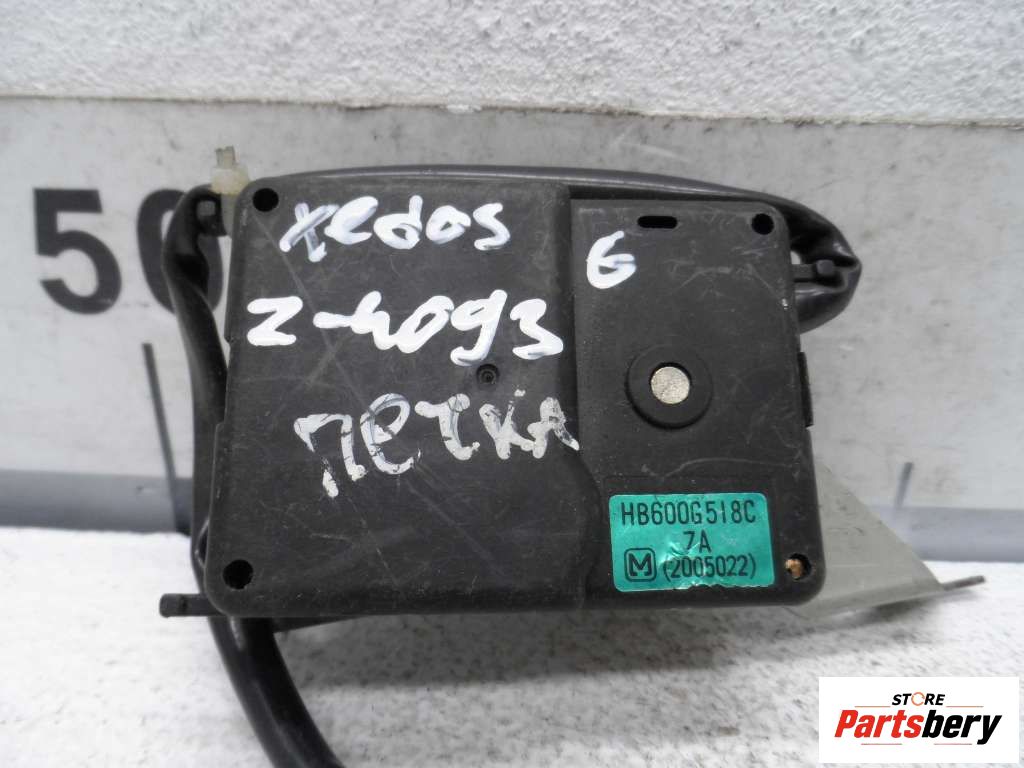 50
xedos
6
Z-4093
ПЕЧКА
HB600G518C
7A
M (2005022)
STORE
Partsbery